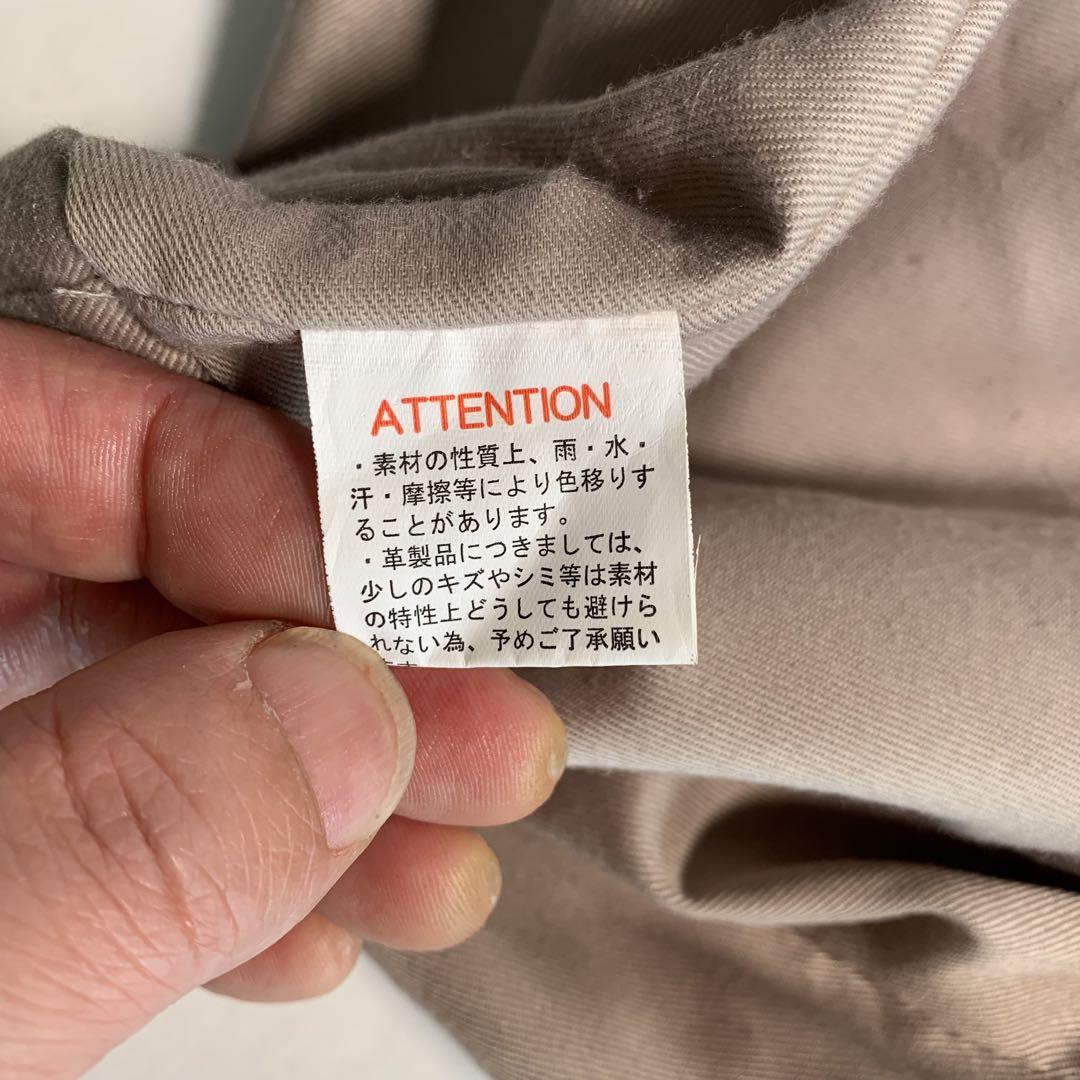 ATTENTION
・素材の性質上、雨・水・
汗・摩擦等により色移りす
ることがあります。
・革製品につきましては、
少しのキズやシミ等は素材
の特性上どうしても避けら
れない為、予めご了承願い